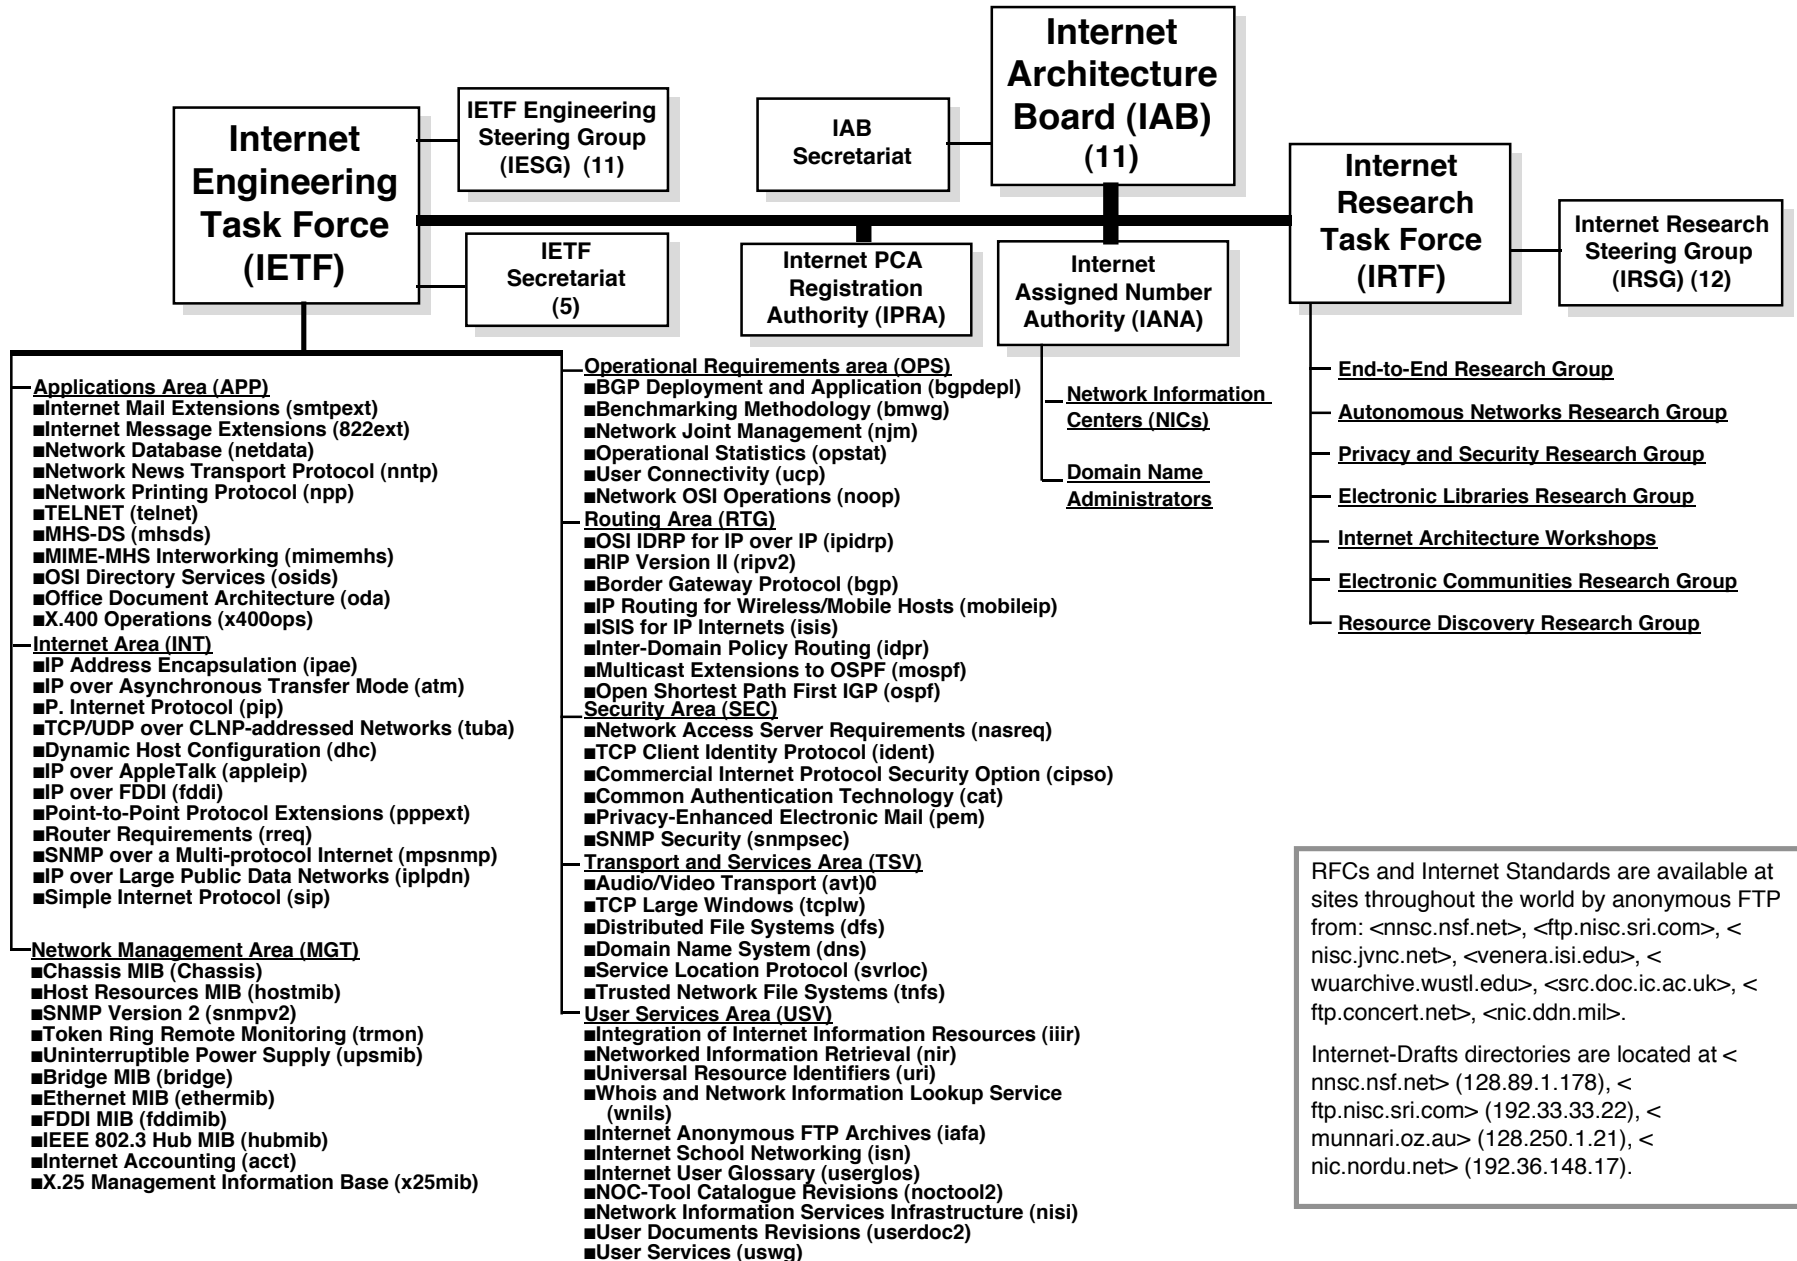 Internet
Architecture
Board (IAB)
(11)
IAB
Secretariat
IETF Engineering
Steering Group
(IESG) (11)
Internet
Engineering
Task Force
(IETF)
IETF
Secretariat
(5)
Internet PCA
Registration
Authority (IPRA)
Internet
Assigned Number
Authority (IANA)
Internet
Research
Task Force
(IRTF)
Internet Research
Steering Group
(IRSG) (12)
Applications Area (APP)
■Internet Mail Extensions (smtpext)
■Internet Message Extensions (822ext)
■Network Database (netdata)
■Network News Transport Protocol (nntp)
■Network Printing Protocol (npp)
■TELNET (telnet)
■MHS-DS (mhsds)
■MIME-MHS Interworking (mimemhs)
■OSI Directory Services (osids)
■Office Document Architecture (oda)
■X.400 Operations (x400ops)
Internet Area (INT)
■IP Address Encapsulation (ipae)
■IP over Asynchronous Transfer Mode (atm)
■P. Internet Protocol (pip)
■TCP/UDP over CLNP-addressed Networks (tuba)
■Dynamic Host Configuration (dhc)
■IP over AppleTalk (appleip)
■IP over FDDI (fddi)
■Point-to-Point Protocol Extensions (pppext)
■Router Requirements (rreq)
■SNMP over a Multi-protocol Internet (mpsnmp)
■IP over Large Public Data Networks (iplpdn)
■Simple Internet Protocol (sip)
Network Management Area (MGT)
■Chassis MIB (Chassis)
■Host Resources MIB (hostmib)
■SNMP Version 2 (snmpv2)
■Token Ring Remote Monitoring (trmon)
■Uninterruptible Power Supply (upsmib)
■Bridge MIB (bridge)
■Ethernet MIB (ethermib)
■FDDI MIB (fddimib)
■IEEE 802.3 Hub MIB (hubmib)
■Internet Accounting (acct)
■X.25 Management Information Base (x25mib)
Operational Requirements area (OPS)
■BGP Deployment and Application (bgpdepl)
■Benchmarking Methodology (bmwg)
■Network Joint Management (njm)
■Operational Statistics (opstat)
■User Connectivity (ucp)
■Network OSI Operations (noop)
Routing Area (RTG)
■OSI IDRP for IP over IP (ipidrp)
■RIP Version II (ripv2)
■Border Gateway Protocol (bgp)
■IP Routing for Wireless/Mobile Hosts (mobileip)
■ISIS for IP Internets (isis)
■Inter-Domain Policy Routing (idpr)
■Multicast Extensions to OSPF (mospf)
■Open Shortest Path First IGP (ospf)
Security Area (SEC)
■Network Access Server Requirements (nasreq)
■TCP Client Identity Protocol (ident)
■Commercial Internet Protocol Security Option (cipso)
■Common Authentication Technology (cat)
■Privacy-Enhanced Electronic Mail (pem)
■SNMP Security (snmpsec)
Transport and Services Area (TSV)
■Audio/Video Transport (avt)0
■TCP Large Windows (tcplw)
■Distributed File Systems (dfs)
■Domain Name System (dns)
■Service Location Protocol (svrloc)
■Trusted Network File Systems (tnfs)
User Services Area (USV)
■Integration of Internet Information Resources (iiir)
■Networked Information Retrieval (nir)
■Universal Resource Identifiers (uri)
■Whois and Network Information Lookup Service
(wnils)
■Internet Anonymous FTP Archives (iafa)
■Internet School Networking (isn)
■Internet User Glossary (userglos)
■NOC-Tool Catalogue Revisions (noctool2)
■Network Information Services Infrastructure (nisi)
■User Documents Revisions (userdoc2)
■User Services (uswg)
Network Information
Centers (NICs)
Domain Name
Administrators
End-to-End Research Group
Autonomous Networks Research Group
Privacy and Security Research Group
Electronic Libraries Research Group
Internet Architecture Workshops
Electronic Communities Research Group
Resource Discovery Research Group
RFCs and Internet Standards are available at
sites throughout the world by anonymous FTP
from: <nnsc.nsf.net>, <ftp.nisc.sri.com>, <
nisc.jvnc.net>, <venera.isi.edu>, <
wuarchive.wustl.edu>, <src.doc.ic.ac.uk>, <
ftp.concert.net>, <nic.ddn.mil>.
Internet-Drafts directories are located at <
nnsc.nsf.net> (128.89.1.178), <
ftp.nisc.sri.com> (192.33.33.22), <
munnari.oz.au> (128.250.1.21), <
nic.nordu.net> (192.36.148.17).